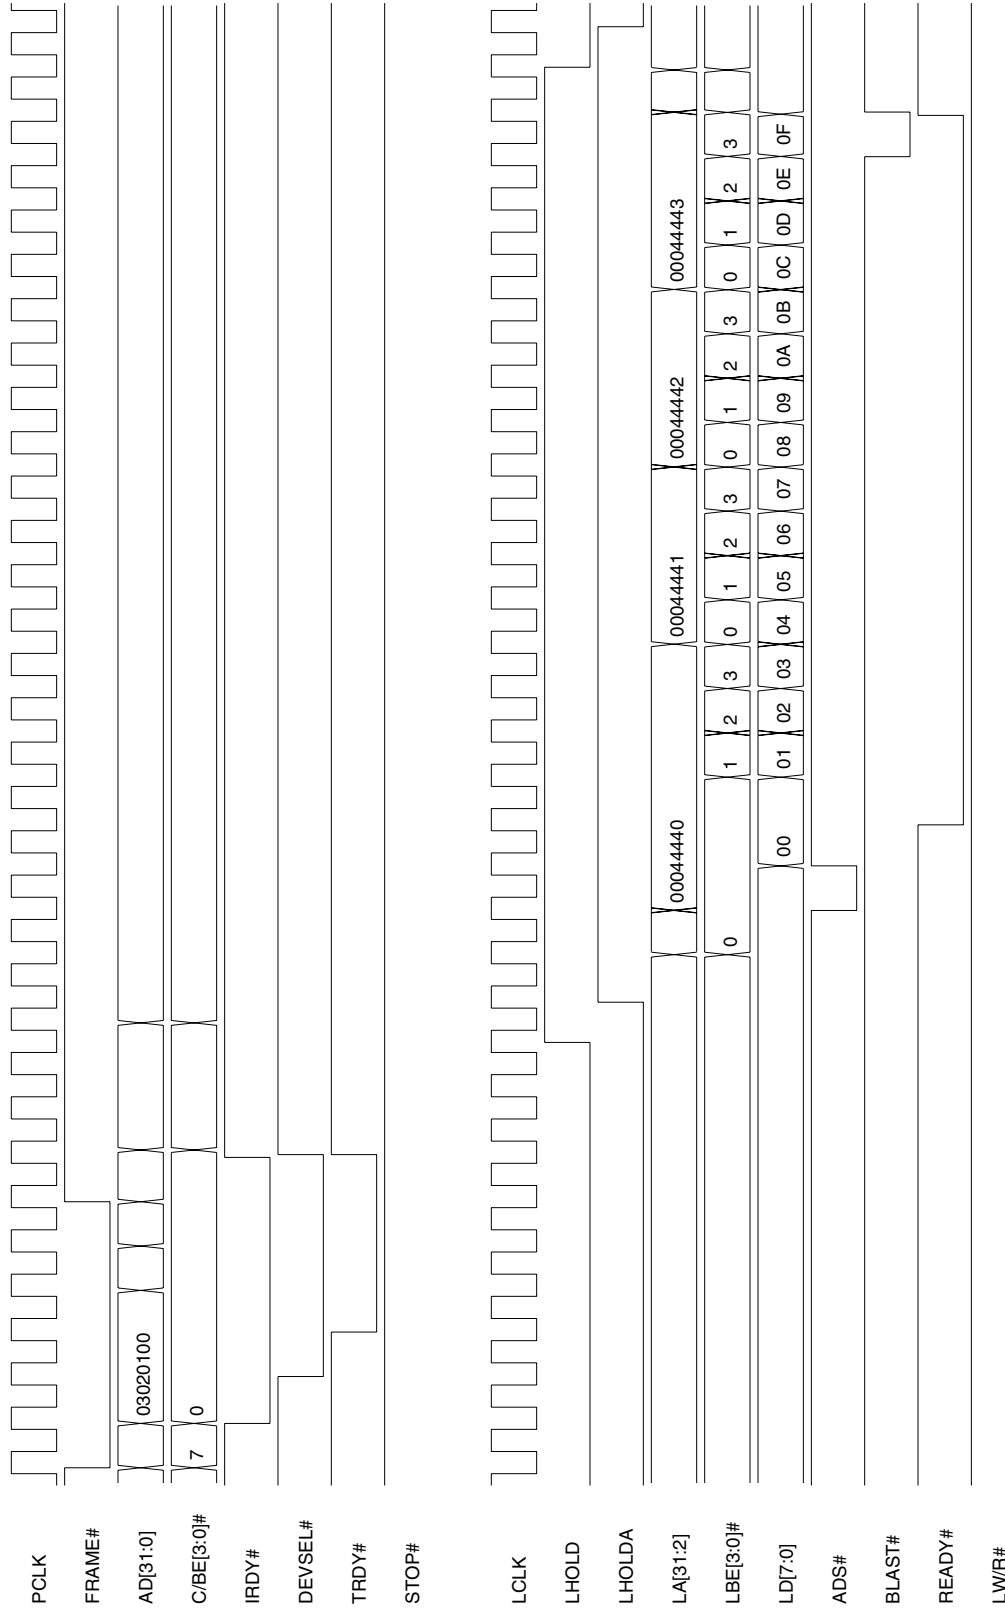 PCLK
FRAME#
AD[31:0] 03020100
C/BE[3:0]# 7 0
IRDY#
DEVSEL#
TRDY#
STOP#
LCLK
LHOLD
LHOLDA
LA[31:2] 00044440 00044441 00044442 00044443
LBE[3:0]# 0 1 2 3 0 1 2 3 0 1 2 3 0 1 2 3
LD[7:0] 00 01 02 03 04 05 06 07 08 09 0A 0B 0C 0D 0E 0F
ADS#
BLAST#
READY#
LW/R#